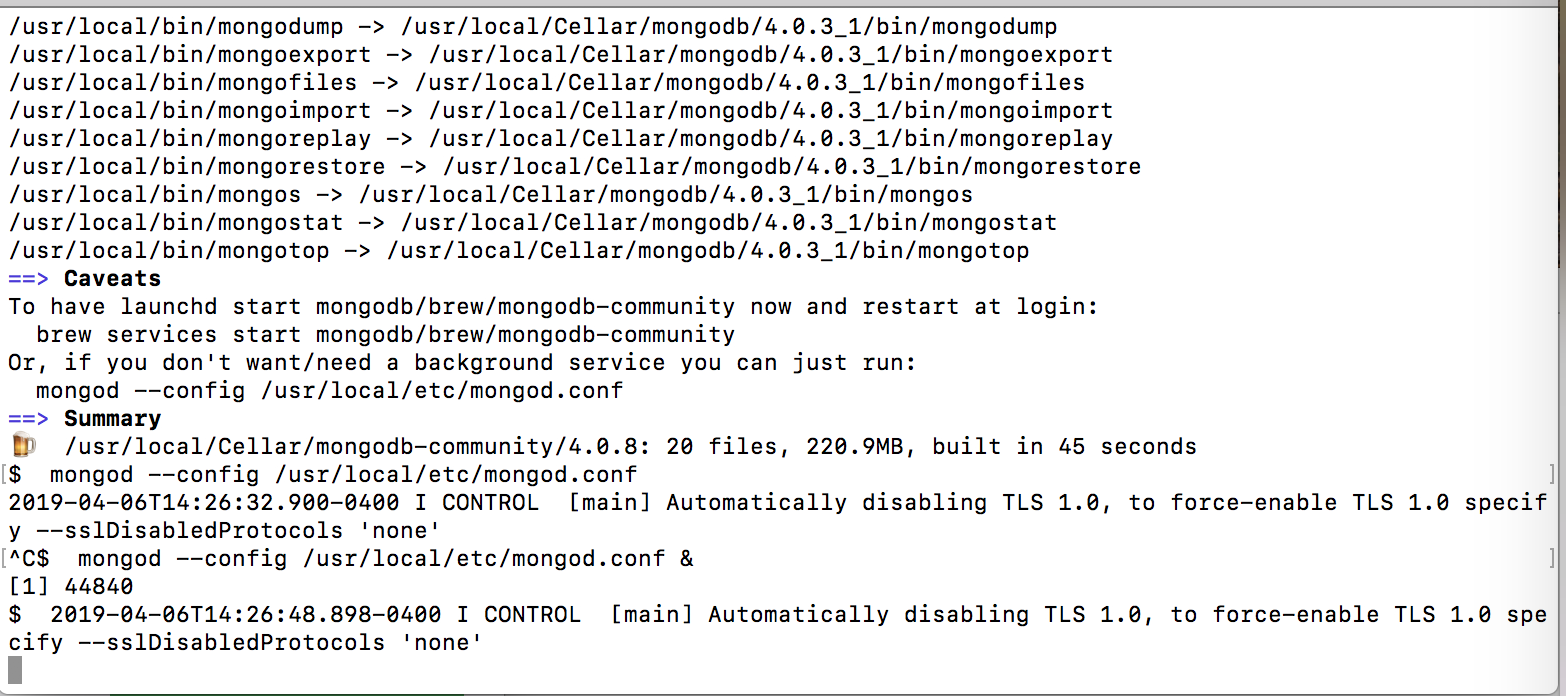 /usr/local/bin/mongodump -> /usr/local/Cellar/mongodb/4.0.3_1/bin/mongodump
/usr/local/bin/mongoexport -> /usr/local/Cellar/mongodb/4.0.3_1/bin/mongoexport
/usr/local/bin/mongofiles -> /usr/local/Cellar/mongodb/4.0.3_1/bin/mongofiles
/usr/local/bin/mongoimport -> /usr/local/Cellar/mongodb/4.0.3_1/bin/mongoimport
/usr/local/bin/mongoreplay -> /usr/local/Cellar/mongodb/4.0.3_1/bin/mongoreplay
/usr/local/bin/mongorestore -> /usr/local/Cellar/mongodb/4.0.3_1/bin/mongorestore
/usr/local/bin/mongos -> /usr/local/Cellar/mongodb/4.0.3_1/bin/mongos
/usr/local/bin/mongostat -> /usr/local/Cellar/mongodb/4.0.3_1/bin/mongostat
/usr/local/bin/mongotop -> /usr/local/Cellar/mongodb/4.0.3_1/bin/mongotop
==> Caveats
To have launchd start mongodb/brew/mongodb-community now and restart at login:
  brew services start mongodb/brew/mongodb-community
Or, if you don't want/need a background service you can just run:
  mongod --config /usr/local/etc/mongod.conf
==> Summary
🍺  /usr/local/Cellar/mongodb-community/4.0.8: 20 files, 220.9MB, built in 45 seconds
[$  mongod --config /usr/local/etc/mongod.conf ]
2019-04-06T14:26:32.900-0400 I CONTROL  [main] Automatically disabling TLS 1.0, to force-enable TLS 1.0 specif
y --sslDisabledProtocols 'none'
[^C$  mongod --config /usr/local/etc/mongod.conf & ]
[1] 44840
$  2019-04-06T14:26:48.898-0400 I CONTROL  [main] Automatically disabling TLS 1.0, to force-enable TLS 1.0 spe
cify --sslDisabledProtocols 'none'